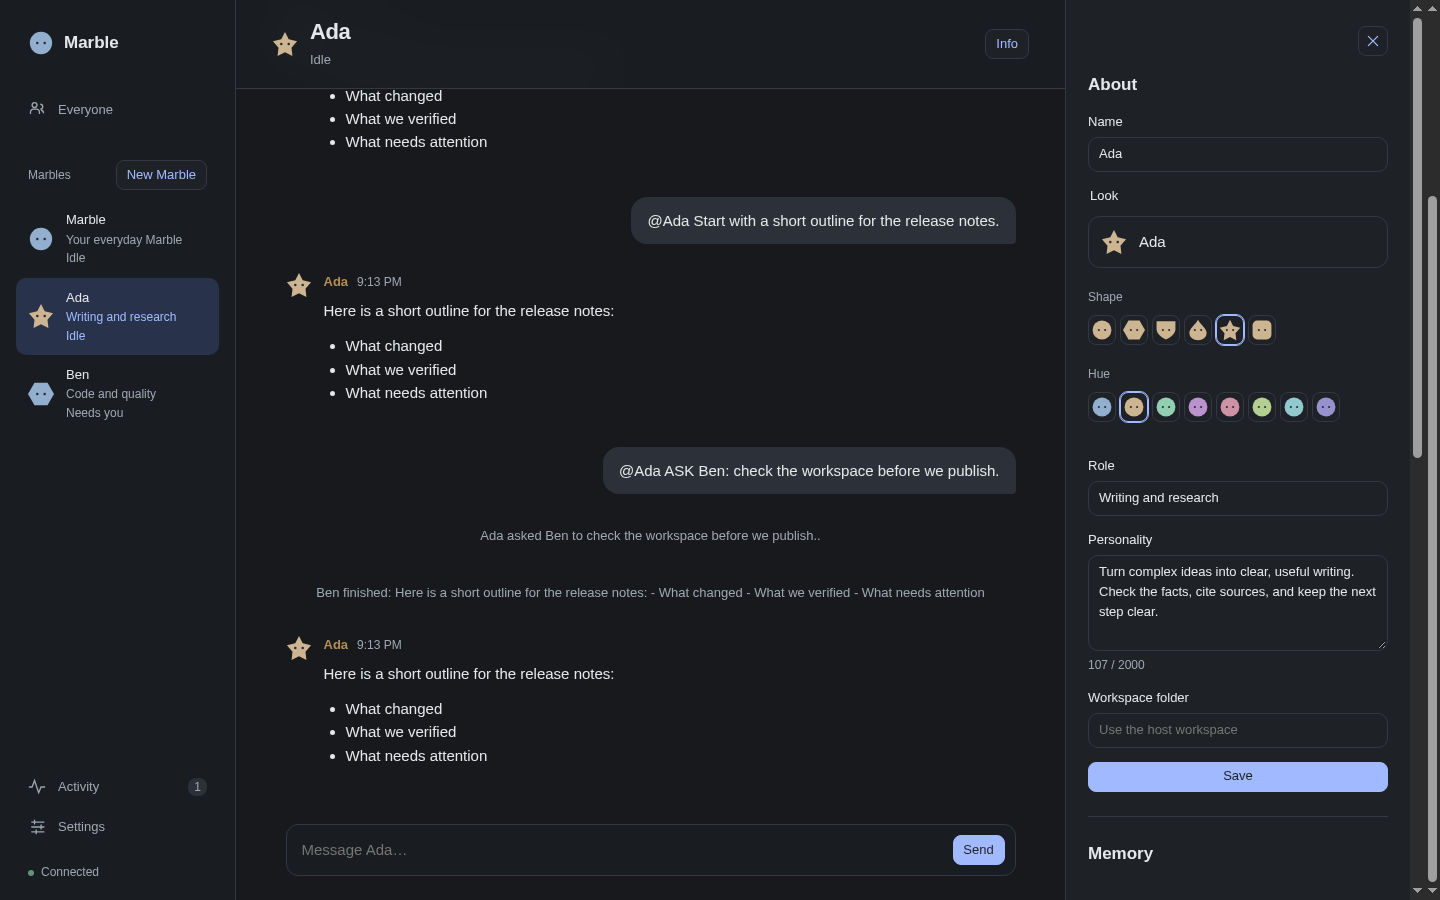 Marble
Everyone
Marbles
New Marble
Marble
Your everyday Marble
Idle
Ada
Writing and research
Idle
Ben
Code and quality
Needs you
Activity
1
Settings
Connected
Ada
Idle
Info
What changed
What we verified
What needs attention
@Ada Start with a short outline for the release notes.
Ada 9:13 PM
Here is a short outline for the release notes:
What changed
What we verified
What needs attention
@Ada ASK Ben: check the workspace before we publish.
Ada asked Ben to check the workspace before we publish..
Ben finished: Here is a short outline for the release notes: - What changed - What we verified - What needs attention
Ada 9:13 PM
Here is a short outline for the release notes:
What changed
What we verified
What needs attention
Message Ada…
Send
About
Name
Ada
Look
Ada
Shape
Hue
Role
Writing and research
Personality
Turn complex ideas into clear, useful writing.
Check the facts, cite sources, and keep the next
step clear.
107 / 2000
Workspace folder
Use the host workspace
Save
Memory